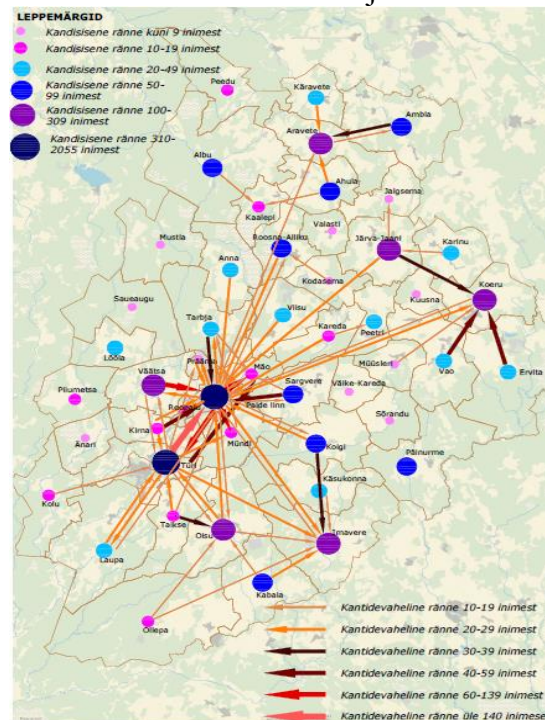 LEPPEMÄRGID
Kandisisene ränne kuni 9 inimest
Kandisisene ränne 10-19 inimest
Kandisisene ränne 20-49 inimest
Kandisisene ränne 50-
99 inimest
Kandisisene ränne 100-
309 inimest
Kandisisene ränne 310-
2055 inimest
Peedu
Käravete
Ambla
Aravete
Albu
Ahula
Jalgsema
Kaalepi
Valasti
Mustla
Roosna-Alliku
Järva-Jaani
Karinu
Anna
Kodasema
Koeru
Saueaugu
Kuusna
Tarbja
Viisu
Kareda
Peetri
Lõõla
Prääma
Müüsleri
Väätsa
Mäo
Vao
Ervita
Piiumetsa
Sargvere
Väike-Kareda
Roopalu
Paide linn
Kirna
Sõrandu
Änari
Mündi
Koigi
Türi
Päinurme
Kolu
Käsukonna
Taikse
Oisu
Imavere
Laupa
Kabala
Ollepa
Kantidevaheline ränne 10-19 inimest
Kantidevaheline ränne 20-29 inimest
Kantidevaheline ränne 30-39 inimest
Kantidevaheline ränne 40-59 inimest
Kantidevaheline ränne 60-139 inimest
Kantidevaheline ränne üle 140 inimese